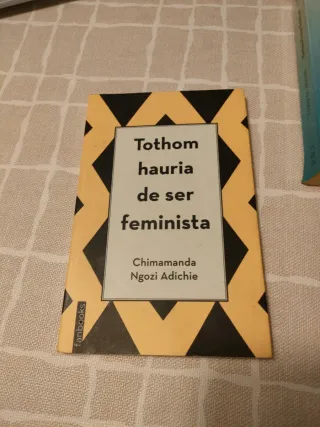 Tothom
hauria
de ser
feminista
Chimamanda
Ngozi Adichie
fanbooks